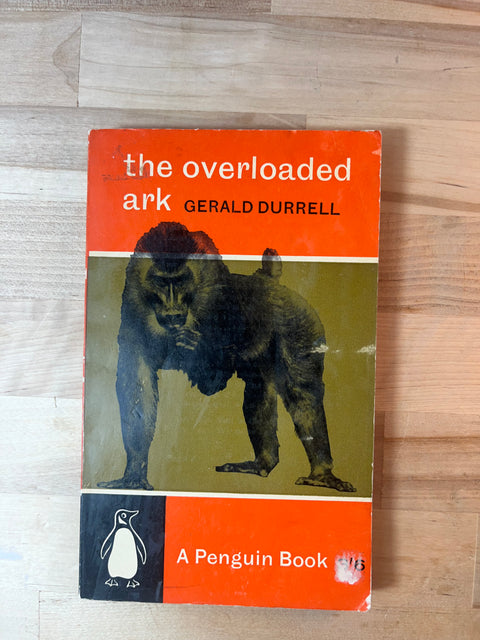 the overloaded
ark GERALD DURRELL
A Penguin Book